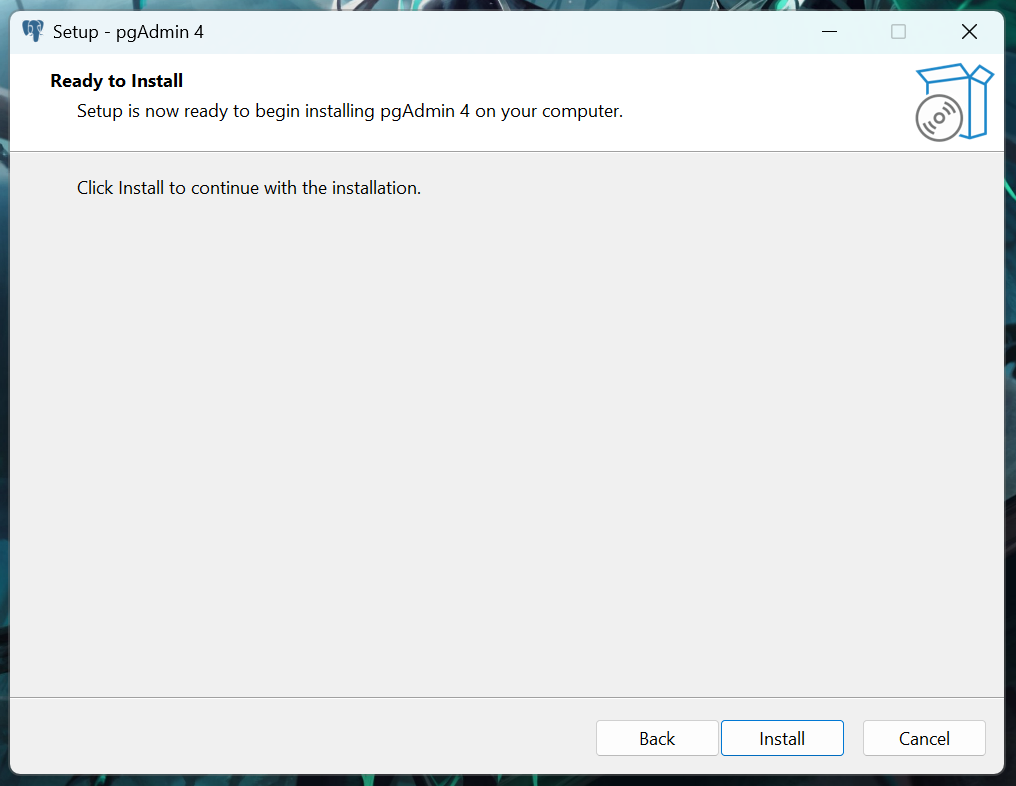 Setup - pgAdmin 4
Ready to Install
Setup is now ready to begin installing pgAdmin 4 on your computer.
Click Install to continue with the installation.
Back
Install
Cancel